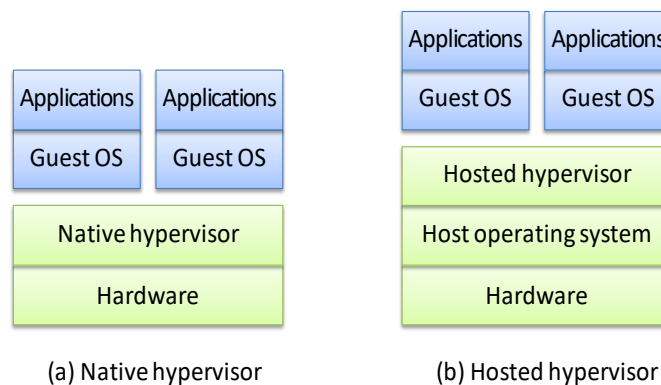 Applications Applications
Guest OS Guest OS
Native hypervisor
Hardware
(a) Native hypervisor
Applications Applications
Guest OS Guest OS
Hosted hypervisor
Host operating system
Hardware
(b) Hosted hypervisor